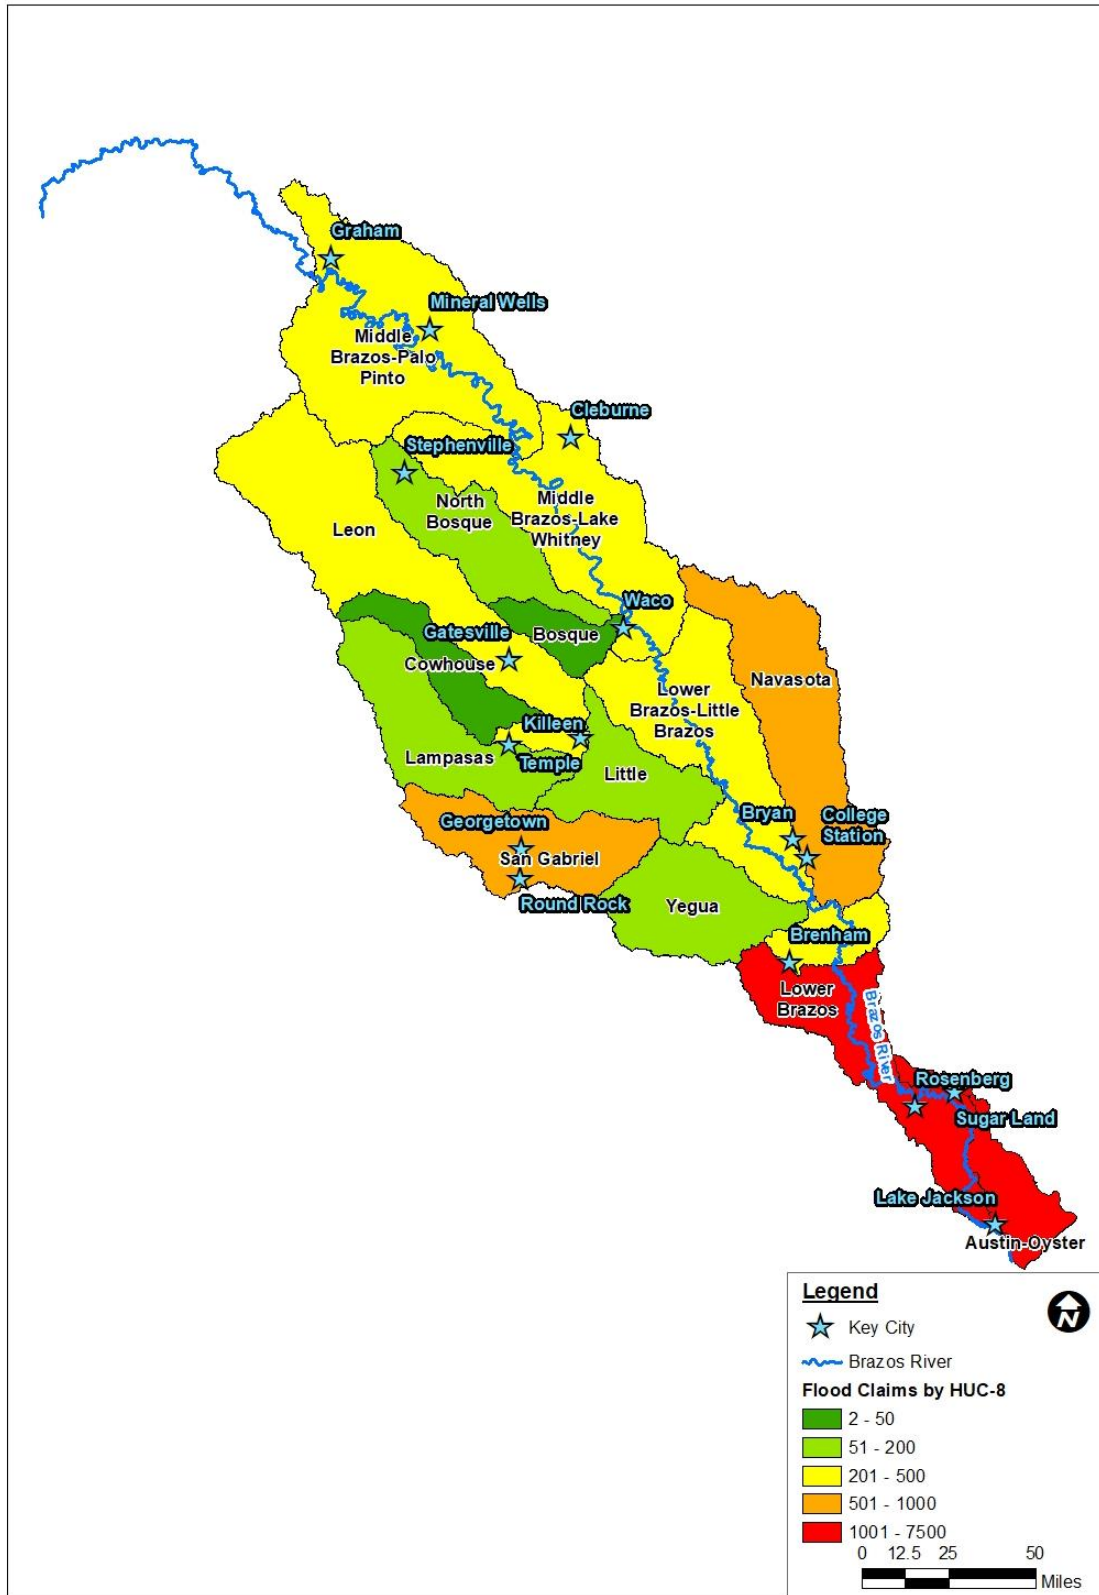 Graham
Mineral Wells
Middle
Brazos-Palo
Pinto
Cleburne
Stephenville
North
Bosque
Middle
Brazos-Lake
Whitney
Leon
Waco
Bosque
Gatesville
Cowhouse
Navasota
Lower
Brazos-Little
Brazos
Killeen
Lampasas
Temple
Little
Georgetown
Bryan
College
Station
San Gabriel
Round Rock
Yegua
Brenham
Lower
Brazos
Brazos River
Rosenberg
Sugar Land
Lake Jackson
Austin-Oyster
Legend
N
Key City
Brazos River
Flood Claims by HUC-8
2 - 50
51 - 200
201 - 500
501 - 1000
1001 - 7500
0 12.5 25 50
Miles